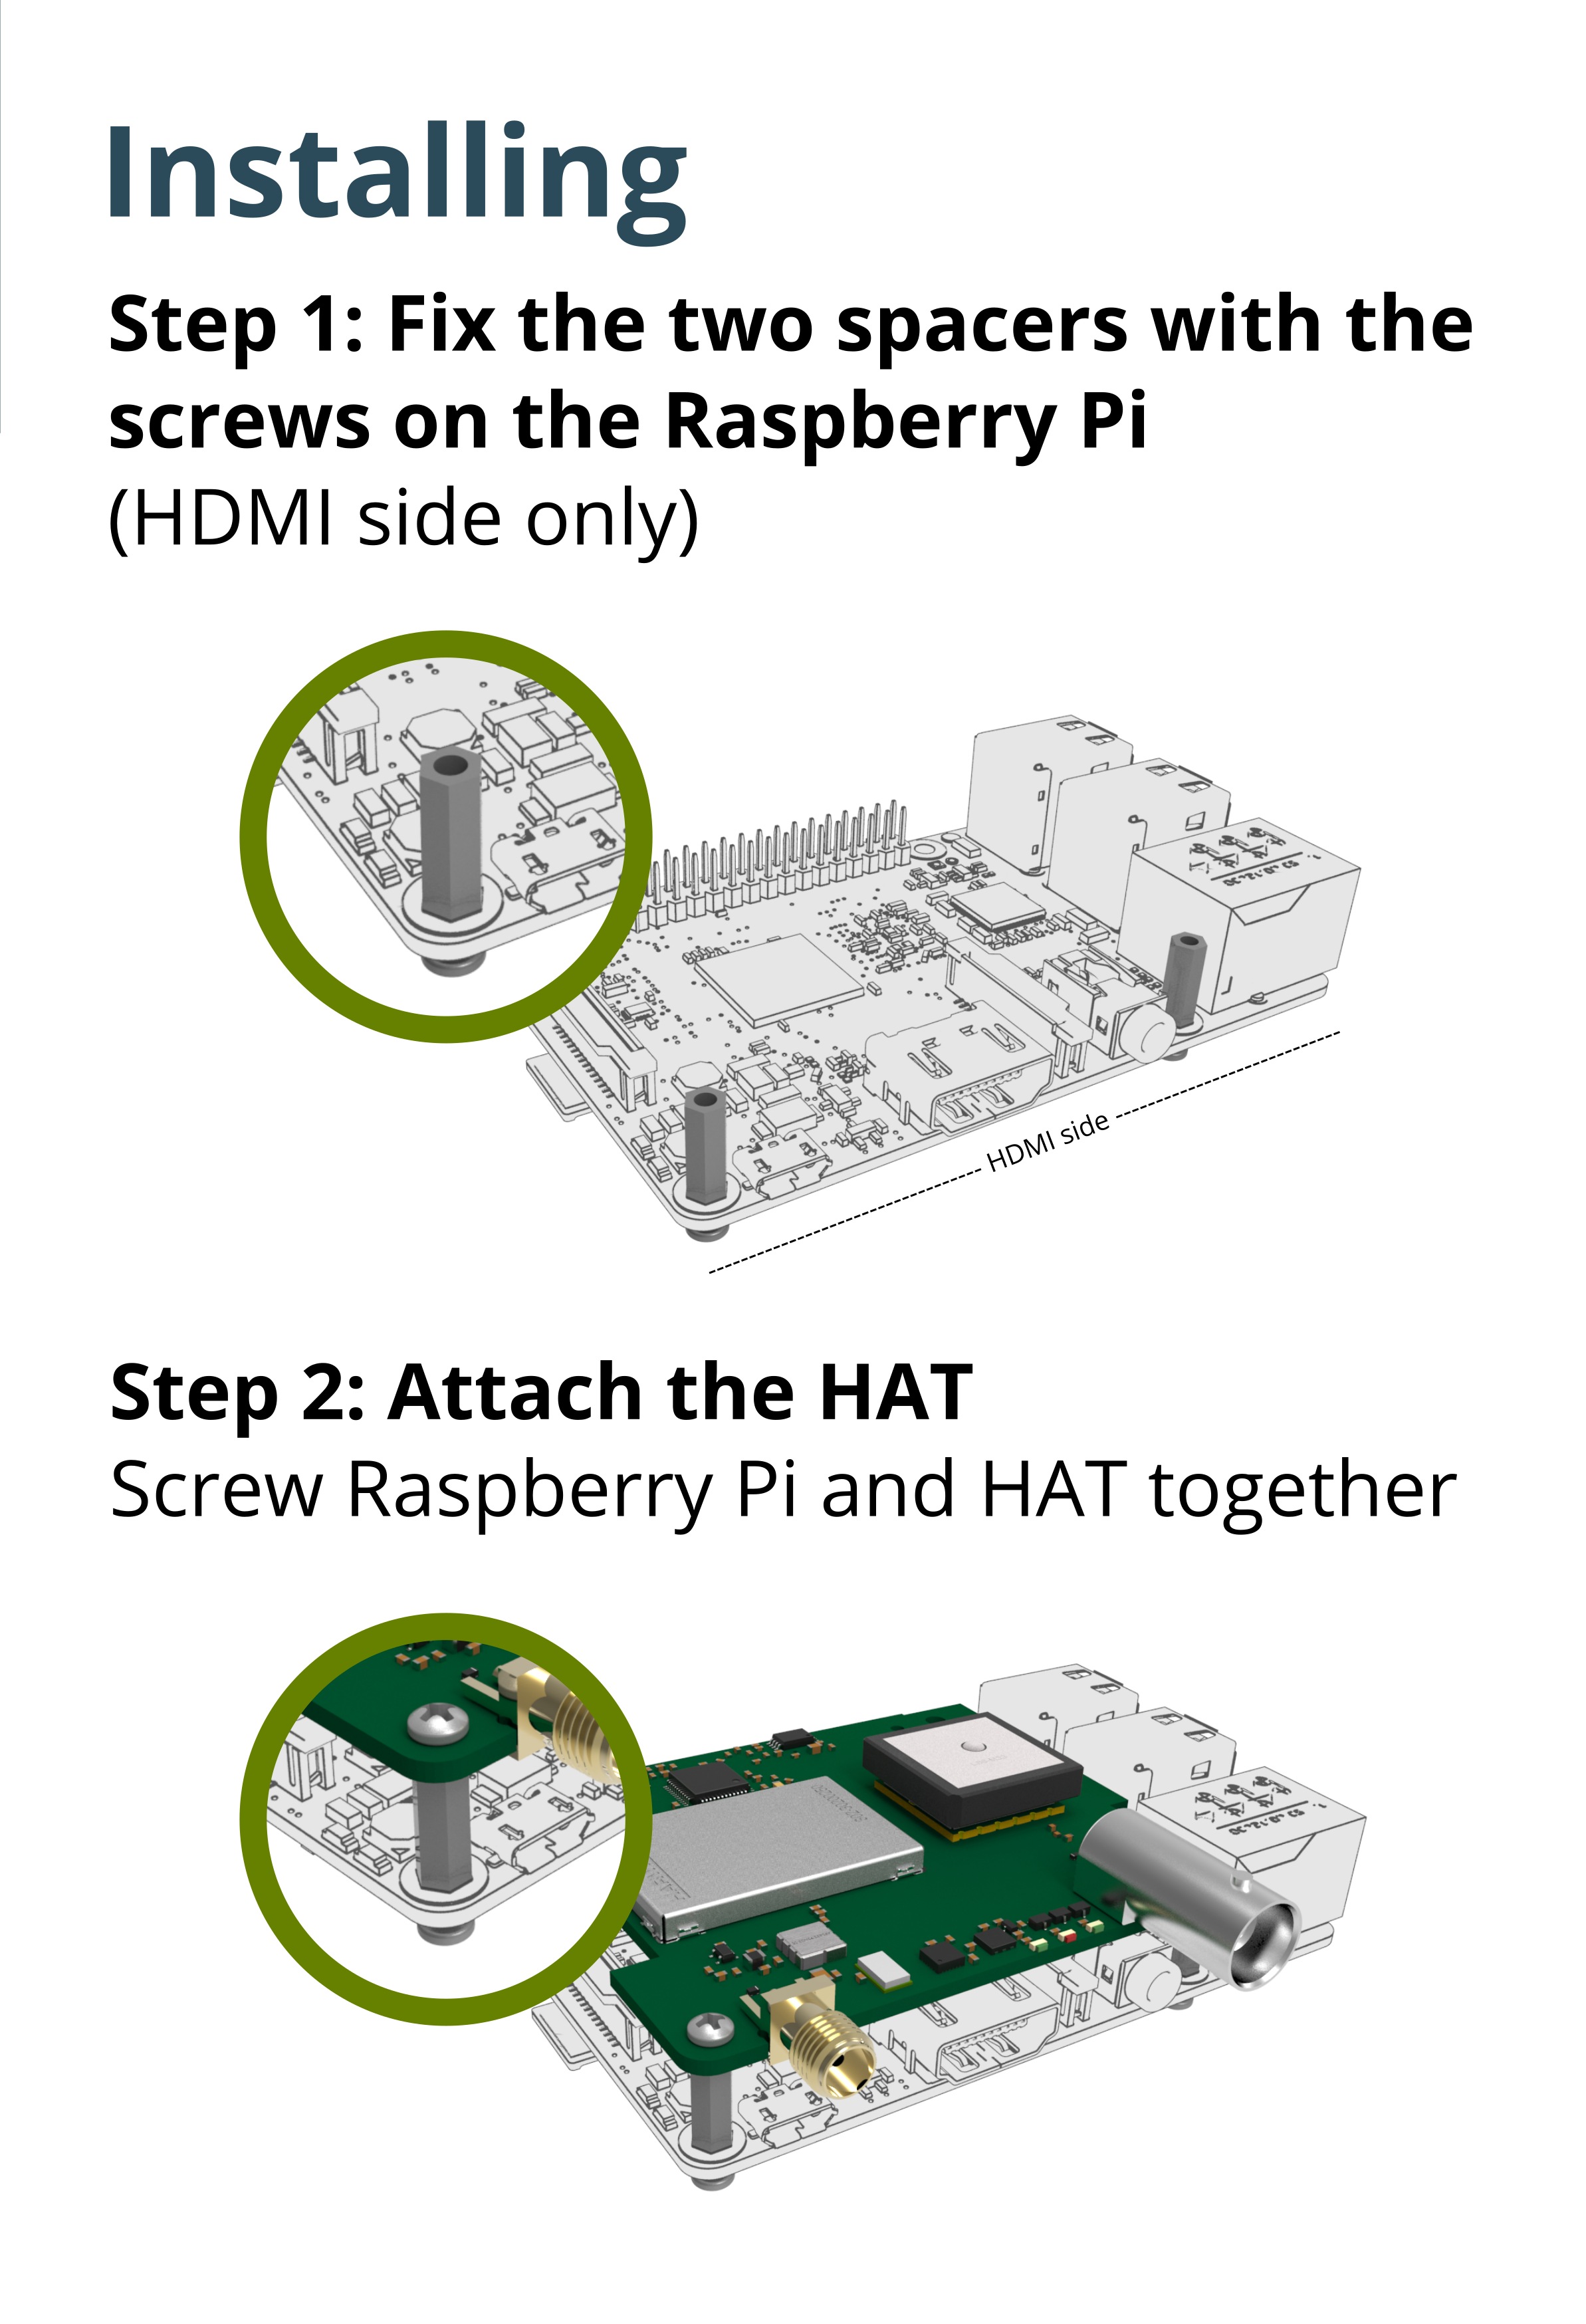 Installing
Step 1: Fix the two spacers with the
screws on the Raspberry Pi
(HDMI side only)
HDMI side
Step 2: Attach the HAT
Screw Raspberry Pi and HAT together